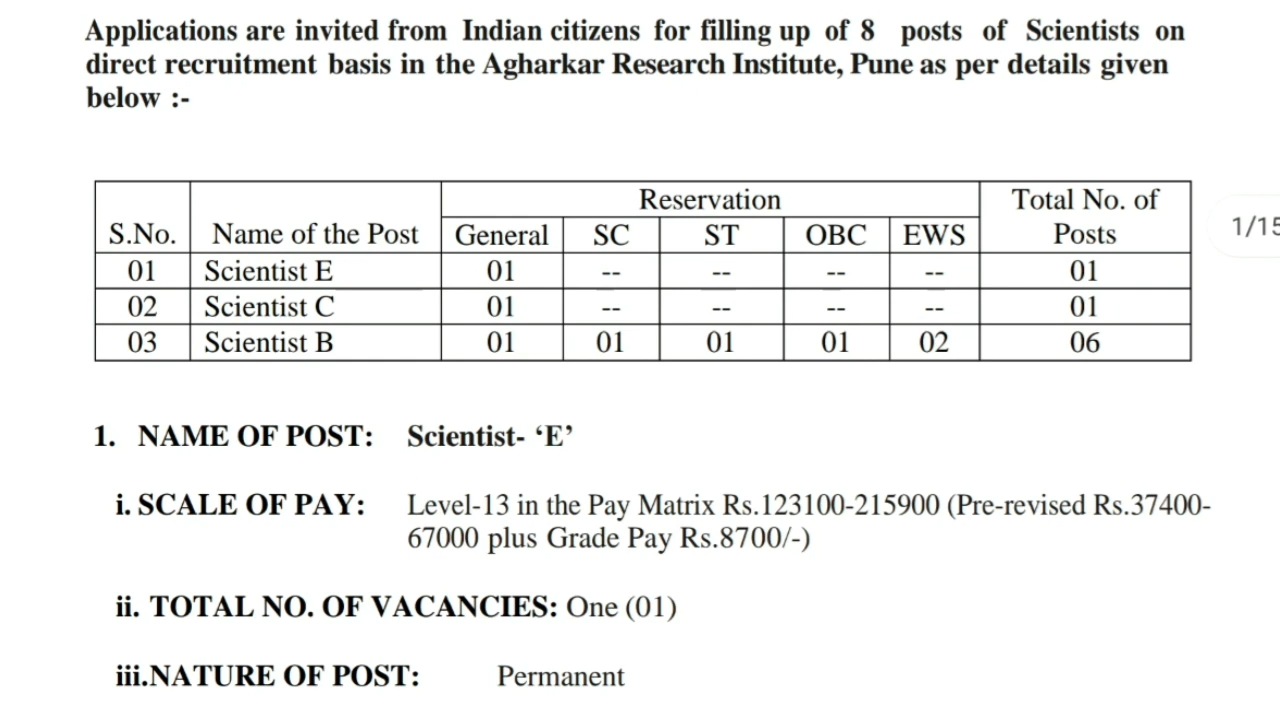 Applications are invited from Indian citizens for filling up of 8 posts of Scientists on
direct recruitment basis in the Agharkar Research Institute, Pune as per details given
below :-
Reservation Total No. of
S.No. Name of the Post General SC ST OBC EWS Posts
01 Scientist E 01 -- -- -- -- 01
02 Scientist C 01 -- -- -- -- 01
03 Scientist B 01 01 01 01 02 06
1/15
1. NAME OF POST: Scientist- ‘E’
i. SCALE OF PAY: Level-13 in the Pay Matrix Rs.123100-215900 (Pre-revised Rs.37400-
67000 plus Grade Pay Rs.8700/-)
ii. TOTAL NO. OF VACANCIES: One (01)
iii.NATURE OF POST: Permanent